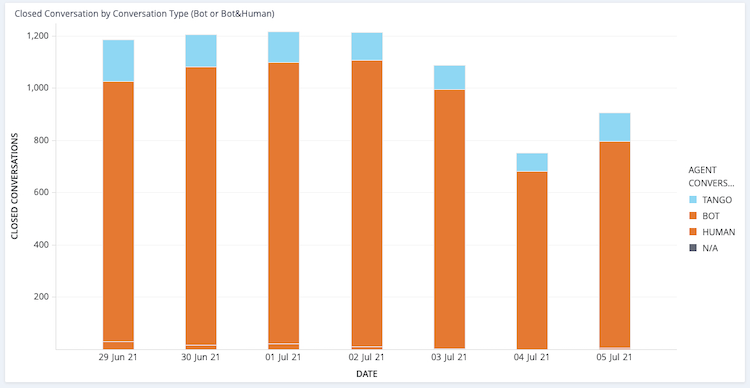 Closed Conversation by Conversation Type (Bot or Bot&Human)
1,200
1,000
800
600
400
200
CLOSED CONVERSATIONS
29 Jun 21 30 Jun 21 01 Jul 21 02 Jul 21 03 Jul 21 04 Jul 21 05 Jul 21
DATE
AGENT
CONVERS...
TANGO
BOT
HUMAN
N/A